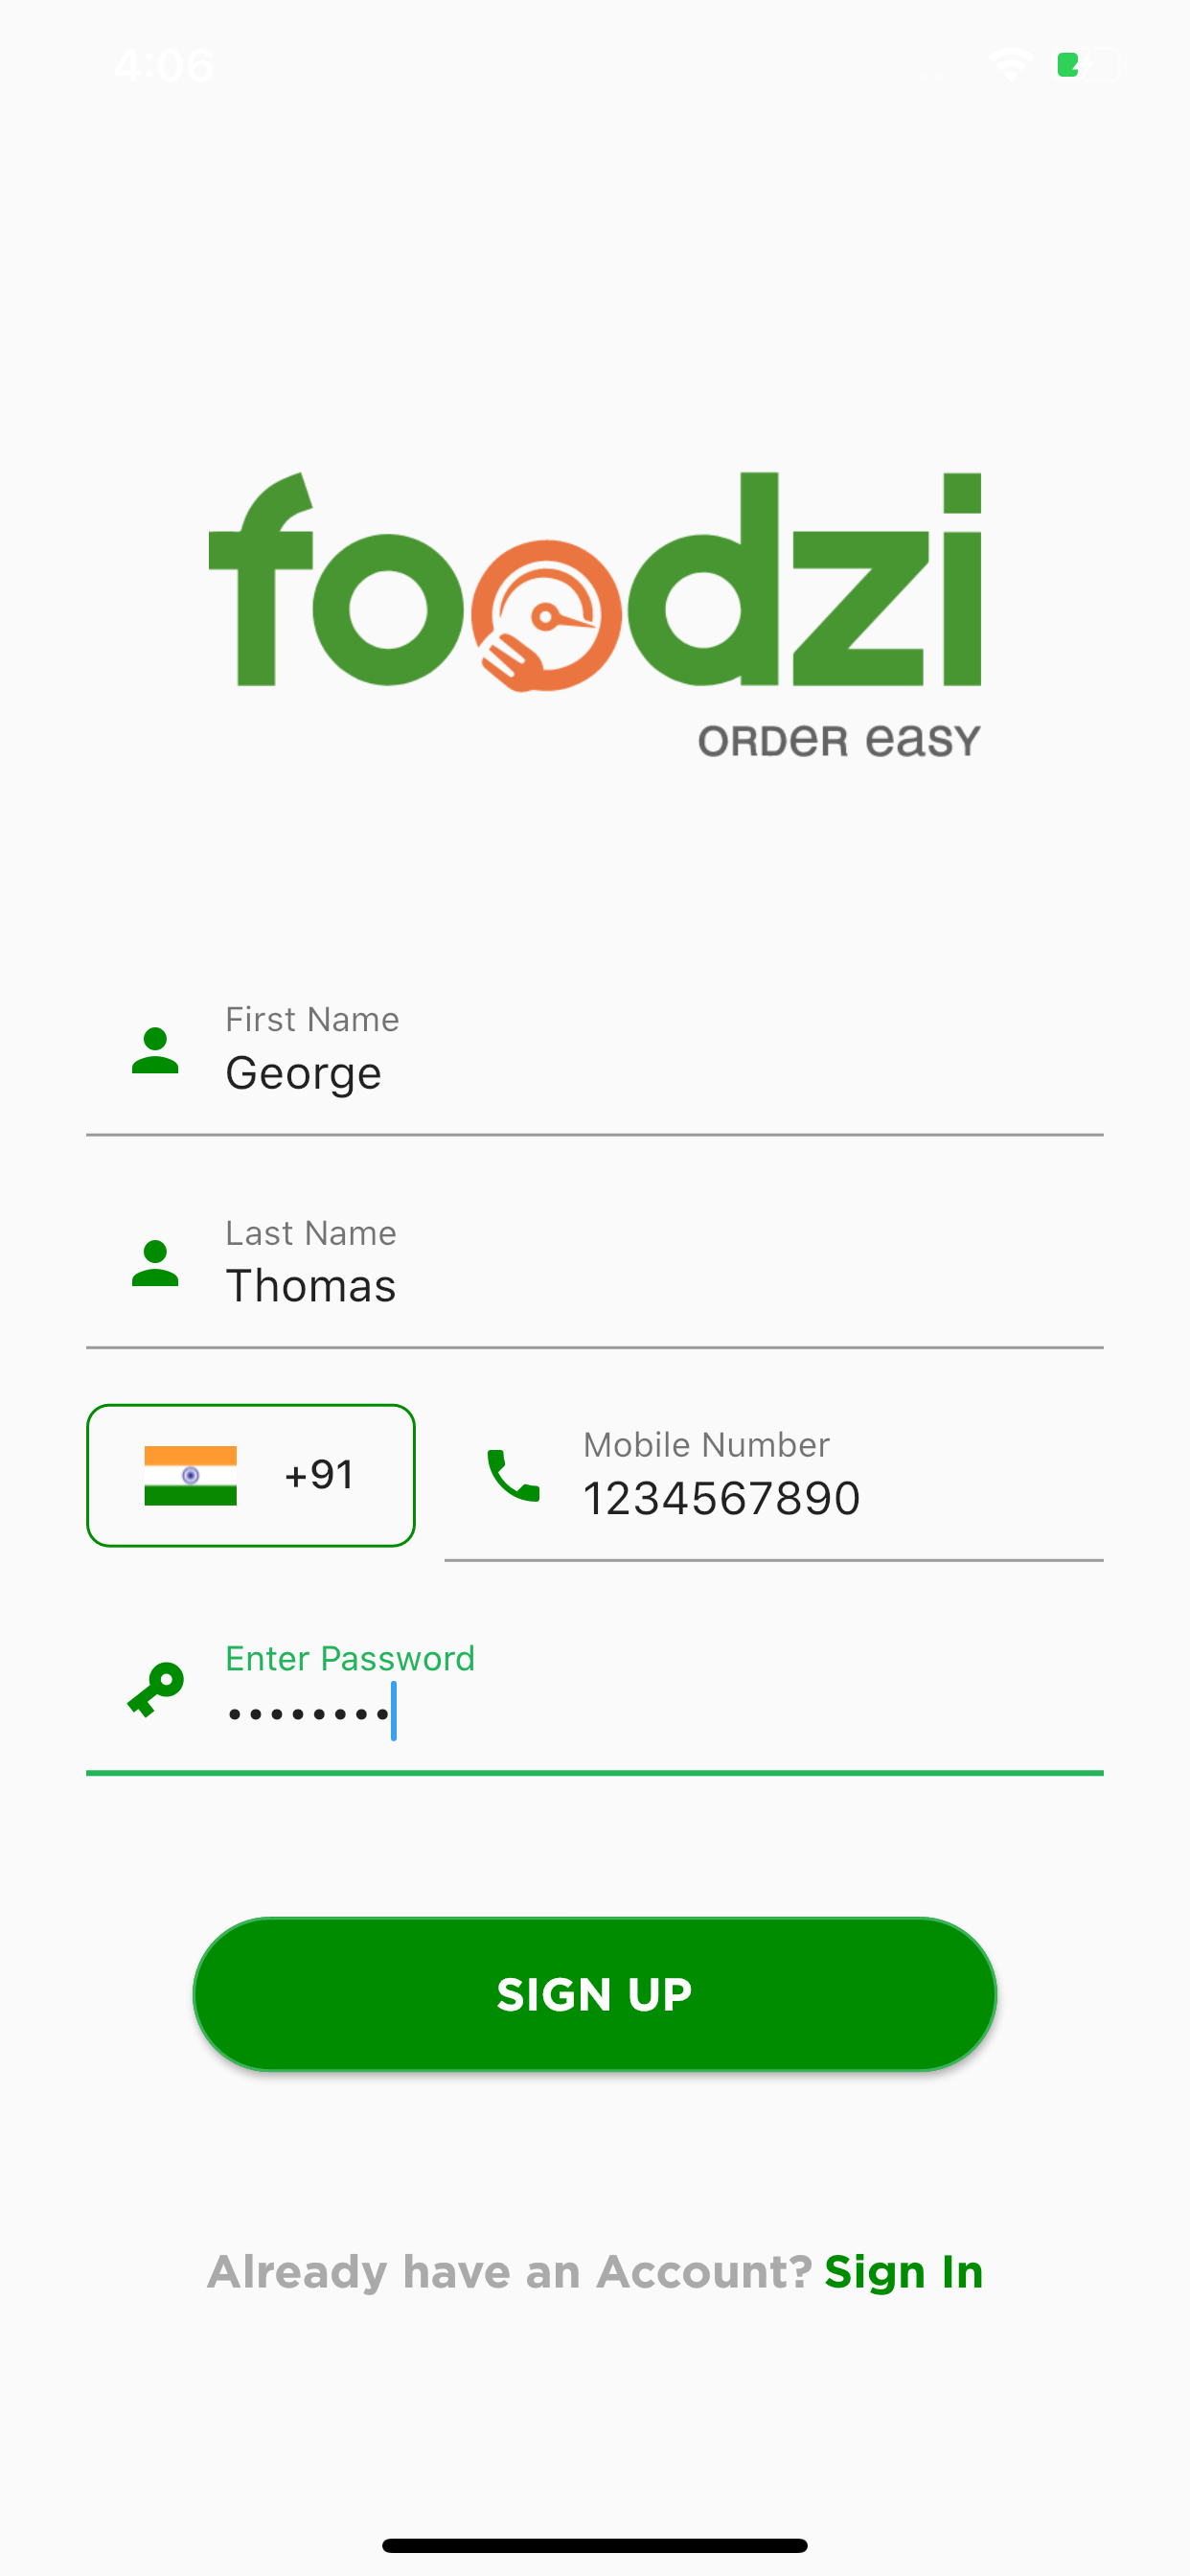 4:06
foodzi
ORDeR easY
First Name
George
Last Name
Thomas
+91
Mobile Number
1234567890
Enter Password
••••••••
SIGN UP
Already have an Account? Sign In